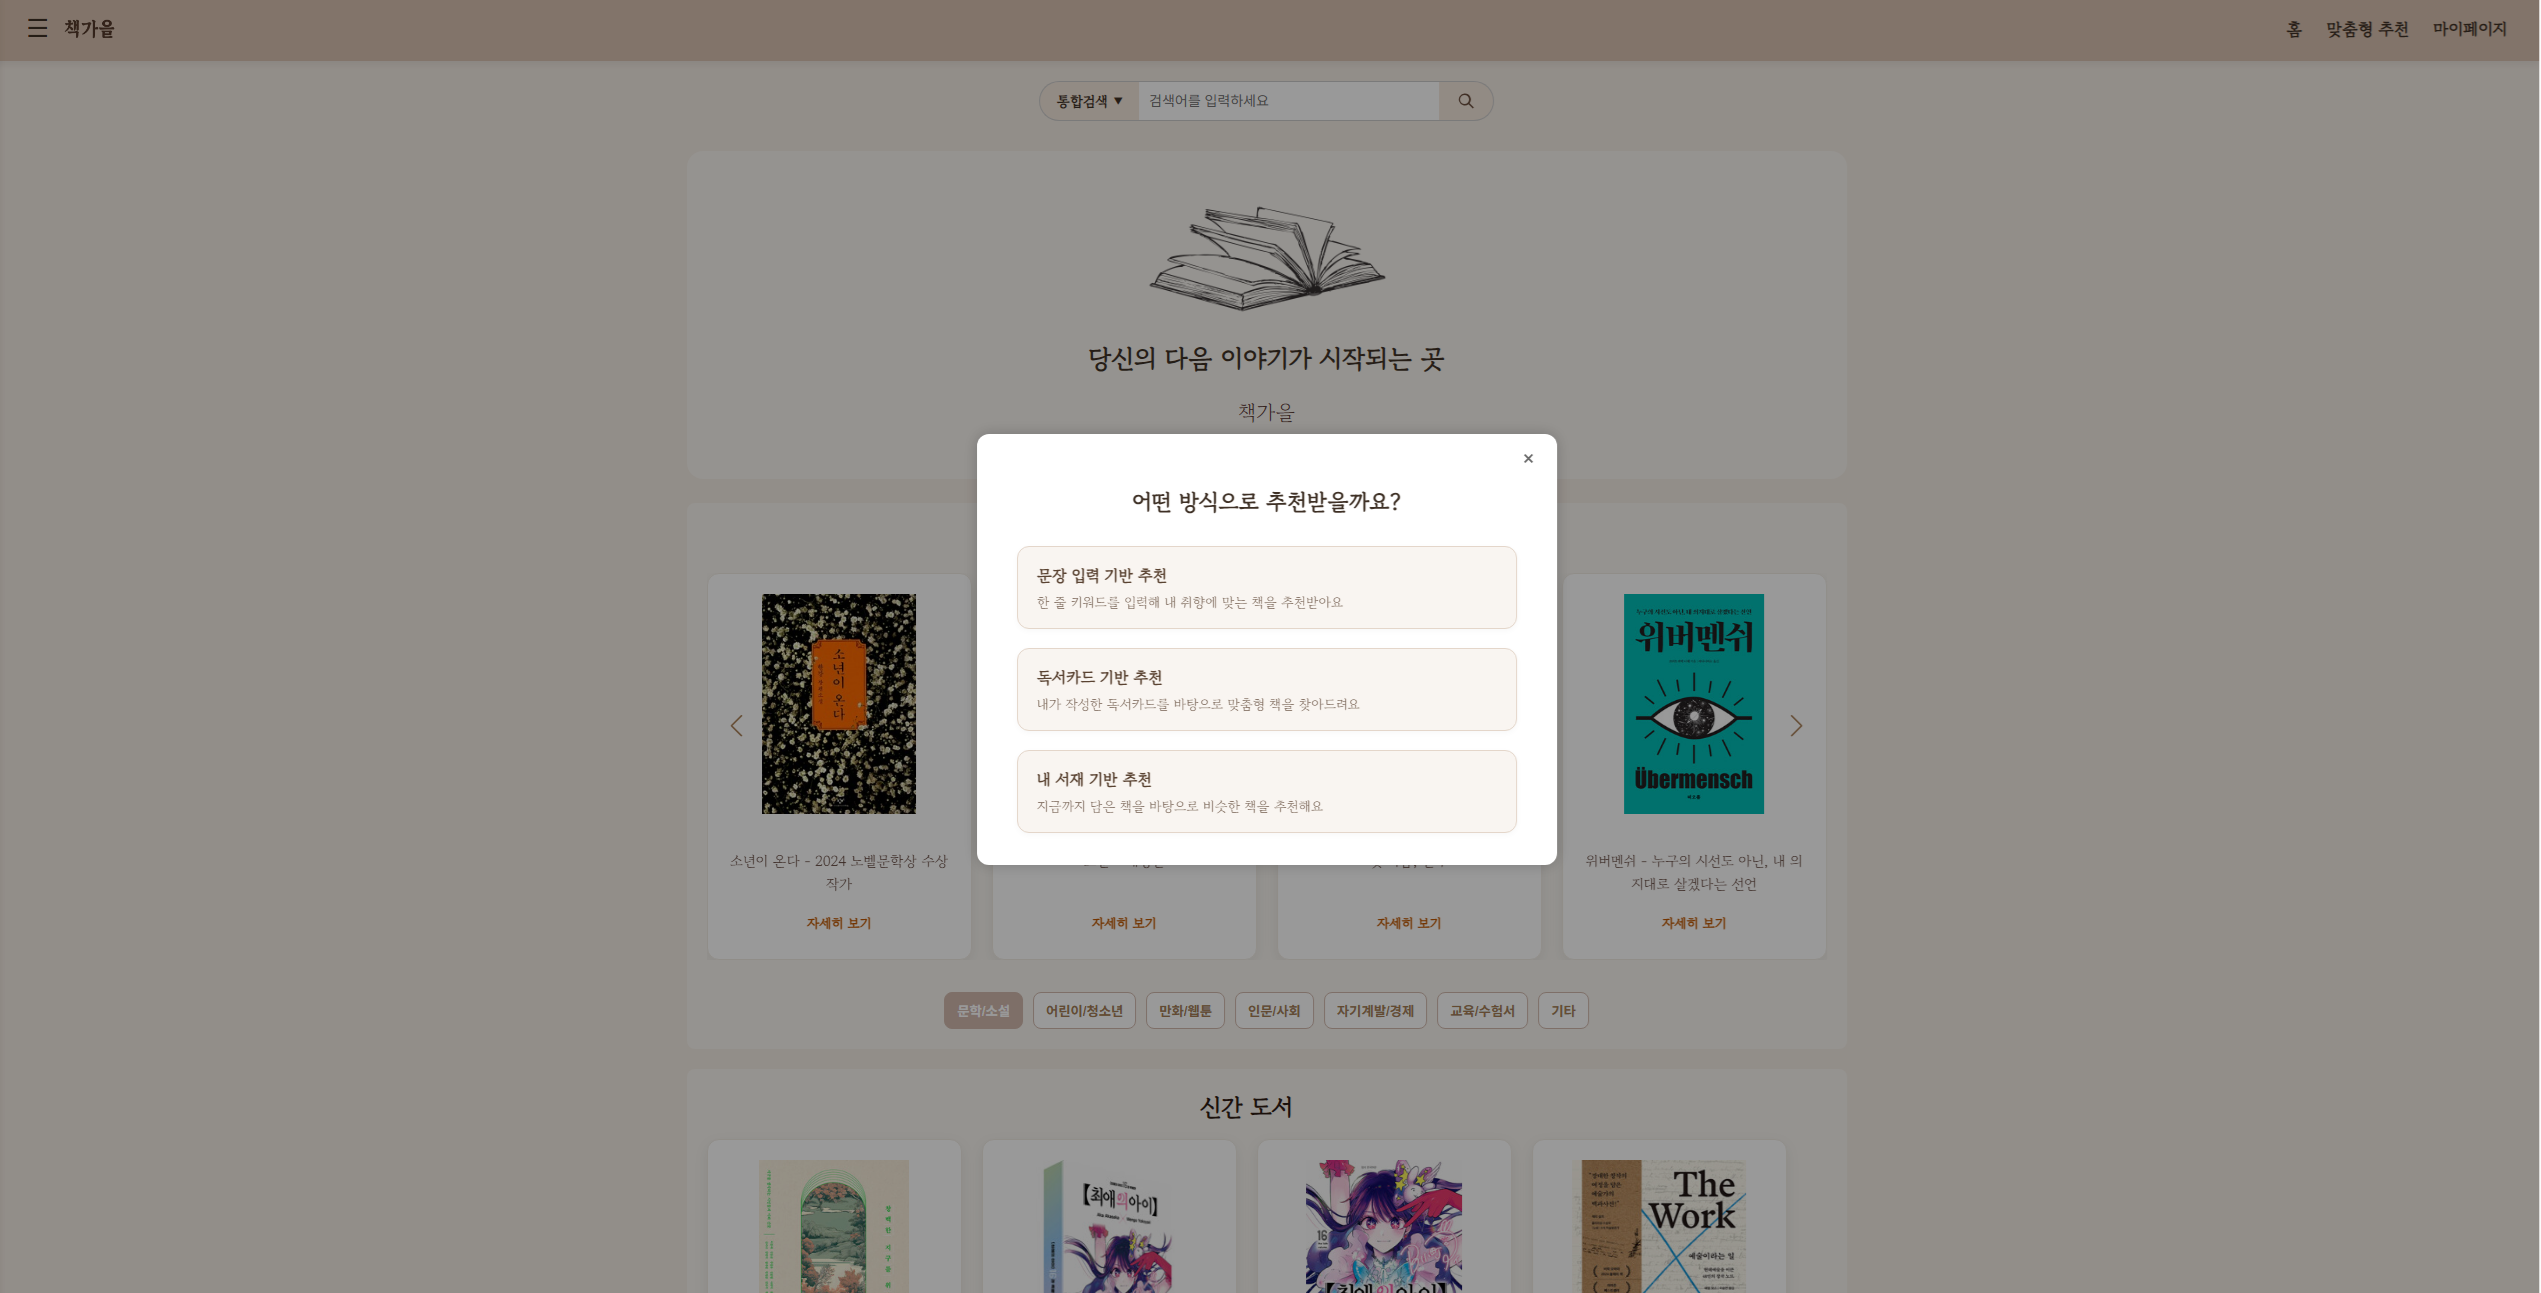 책가을
홈 맞춤형 추천 마이페이지
통합검색 ▼ 검색어를 입력하세요
당신의 다음 이야기가 시작되는 곳
책가을
×
어떤 방식으로 추천받을까요?
문장 입력 기반 추천
한 줄 키워드를 입력해 내 취향에 맞는 책을 추천받아요
독서카드 기반 추천
내가 작성한 독서카드를 바탕으로 맞춤형 책을 찾아드려요
내 서재 기반 추천
지금까지 담은 책을 바탕으로 비슷한 책을 추천해요
소년이 온다
위버멘쉬
Übermensch
소년이 온다 - 2024 노벨문학상 수상
작가
위버멘쉬 - 누구의 시선도 아닌, 내 의
지대로 살겠다는 선언
자세히 보기
자세히 보기
자세히 보기
자세히 보기
문학/소설 어린이/청소년 만화/웹툰 인문/사회 자기계발/경제 교육/수험서 기타
신간 도서
【최애의아이】
16
The
Work
예술이라는 일